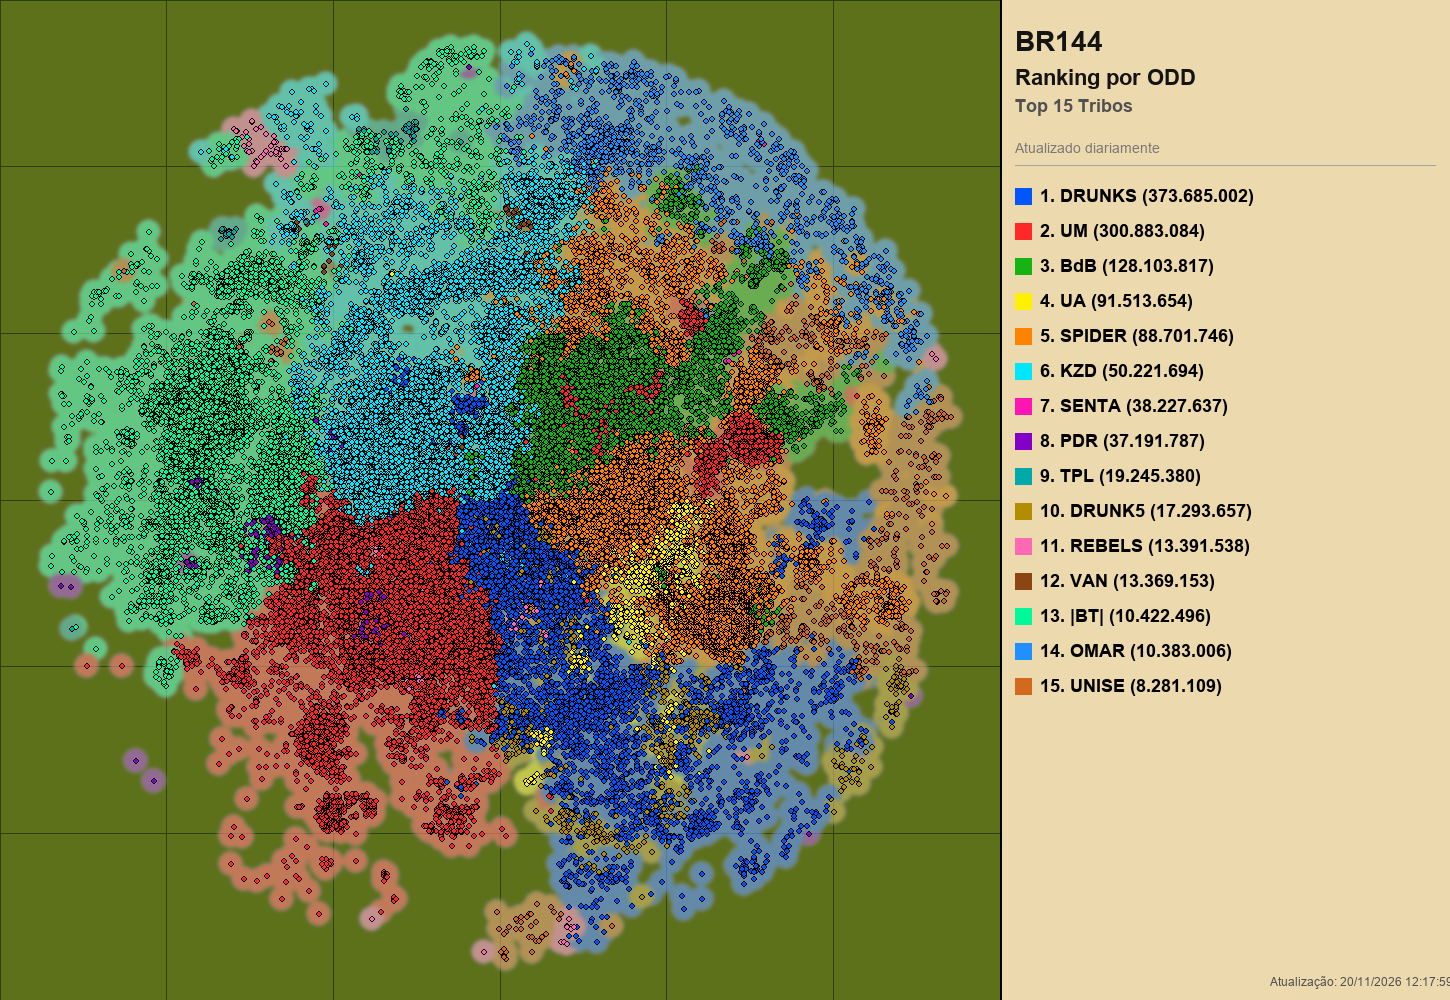 BR144
Ranking por ODD
Top 15 Tribos
Atualizado diariamente
1. DRUNKS (373.685.002)
2. UM (300.883.084)
3. BdB (128.103.817)
4. UA (91.513.654)
5. SPIDER (88.701.746)
6. KZD (50.221.694)
7. SENTA (38.227.637)
8. PDR (37.191.787)
9. TPL (19.245.380)
10. DRUNK5 (17.293.657)
11. REBELS (13.391.538)
12. VAN (13.369.153)
13. |BT| (10.422.496)
14. OMAR (10.383.006)
15. UNISE (8.281.109)
Atualização: 20/11/2026 12:17:59